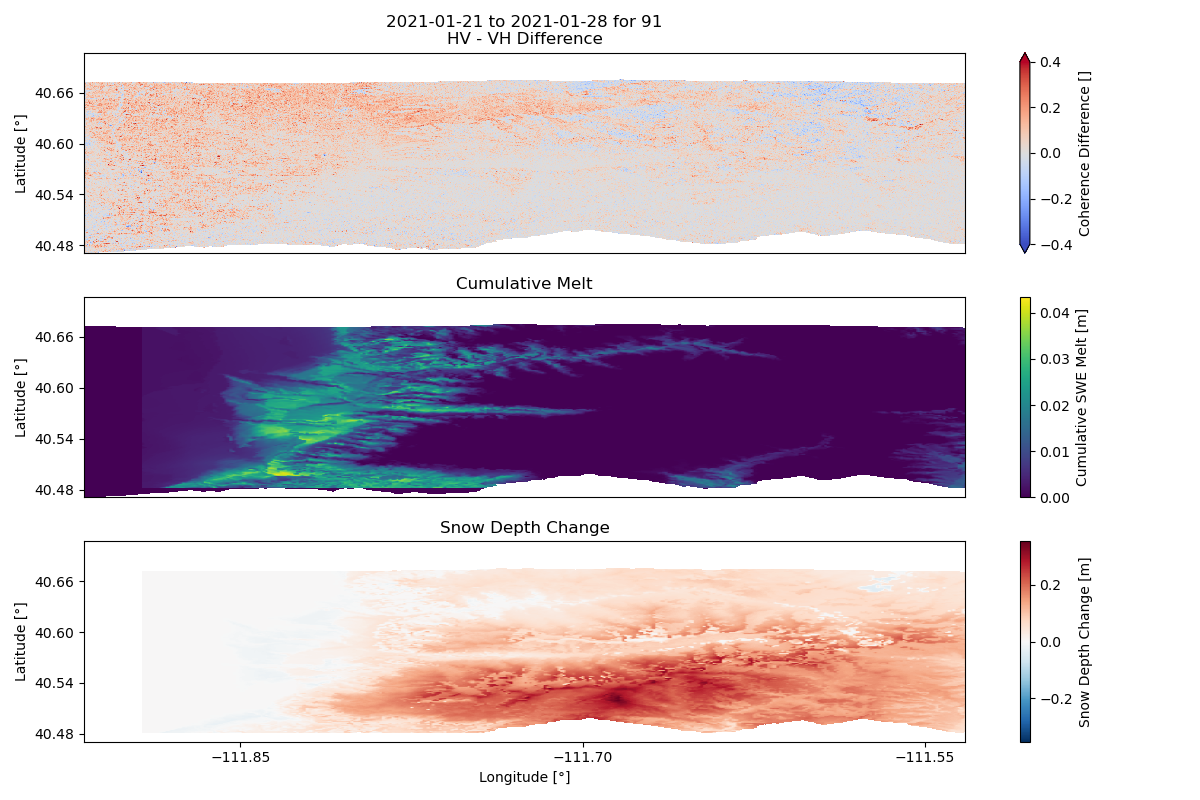 2021-01-21 to 2021-01-28 for 91
HV - VH Difference
40.66
40.60
40.54
40.48
Latitude [°]
0.4
0.2
0.0
−0.2
−0.4
Coherence Difference []
Cumulative Melt
40.66
40.60
40.54
40.48
Latitude [°]
0.04
0.03
0.02
0.01
0.00
Cumulative SWE Melt [m]
Snow Depth Change
40.66
40.60
40.54
40.48
Latitude [°]
0.2
0.0
−0.2
Snow Depth Change [m]
−111.85
−111.70
−111.55
Longitude [°]